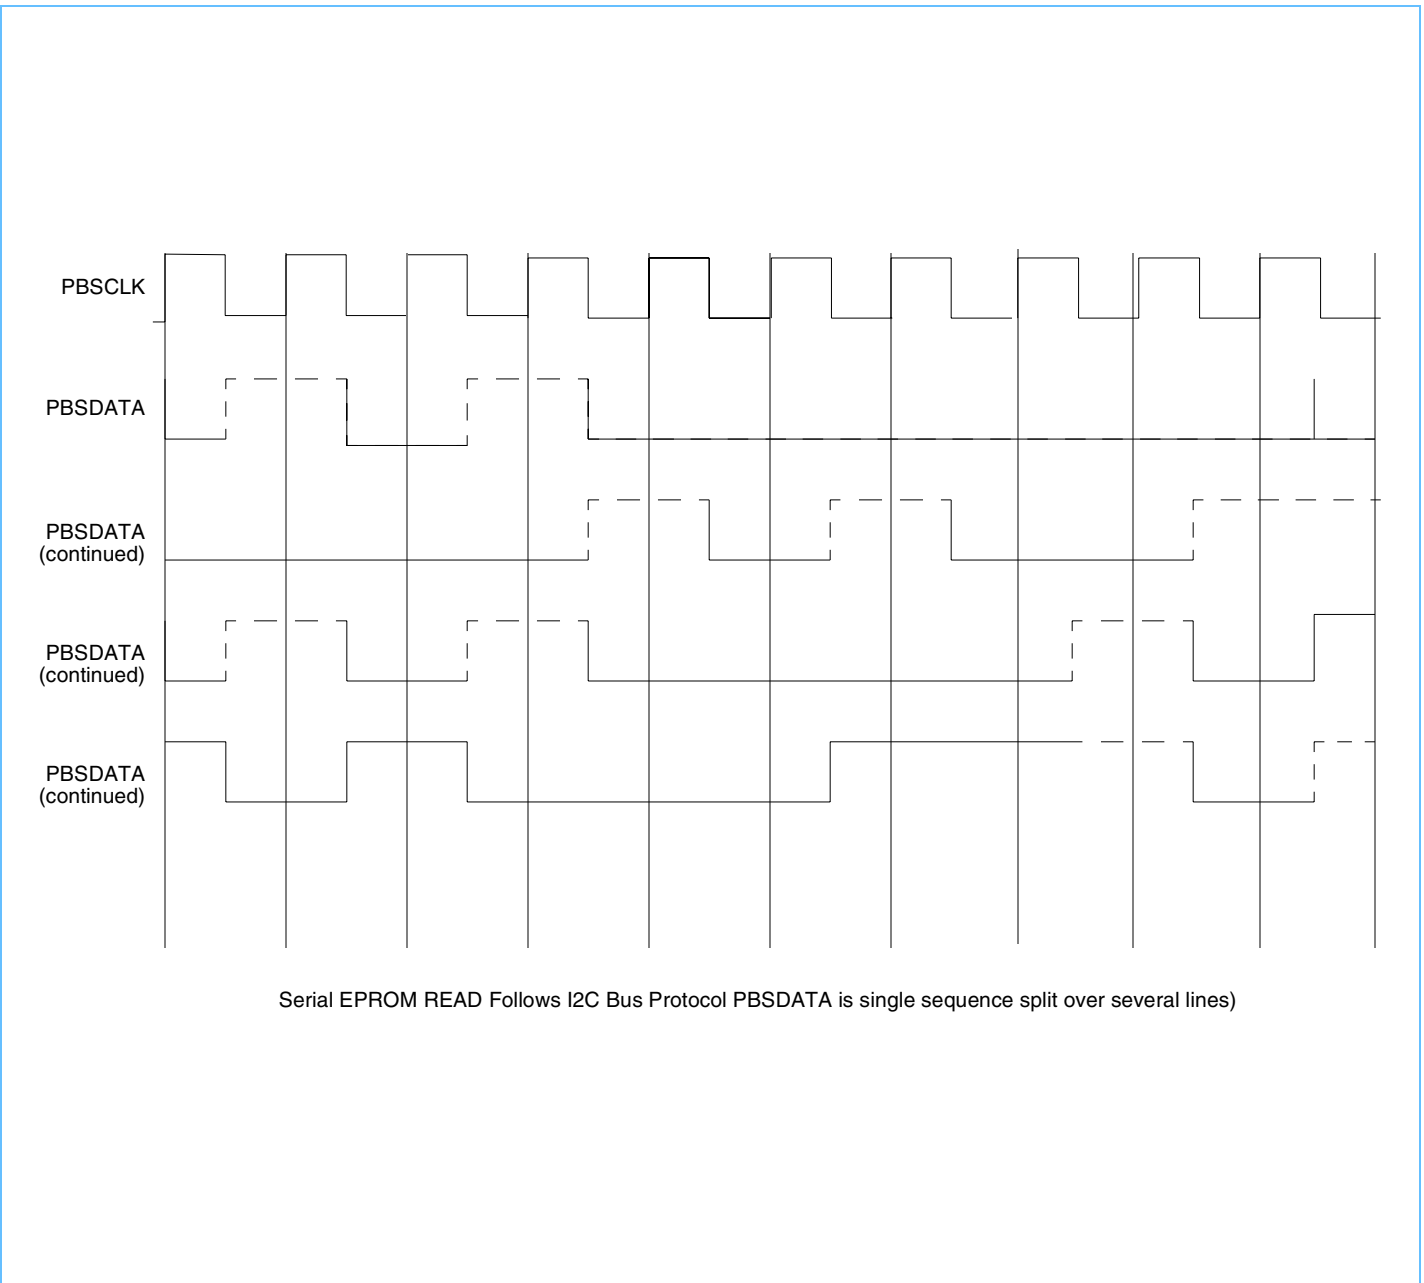 PBSCLK
PBSDATA
PBSDATA
(continued)
PBSDATA
(continued)
PBSDATA
(continued)
Serial EPROM READ Follows I2C Bus Protocol PBSDATA is single sequence split over several lines)